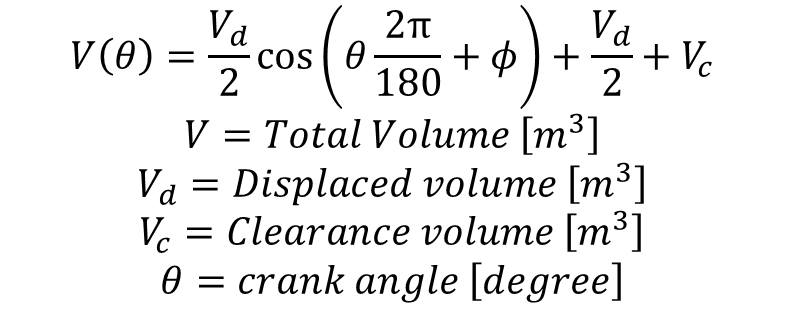 V(θ) = V_d/2 cos(θ 2π/180 + ϕ) + V_d/2 + V_c
V = Total Volume [m³]
V_d = Displaced volume [m³]
V_c = Clearance volume [m³]
θ = crank angle [degree]